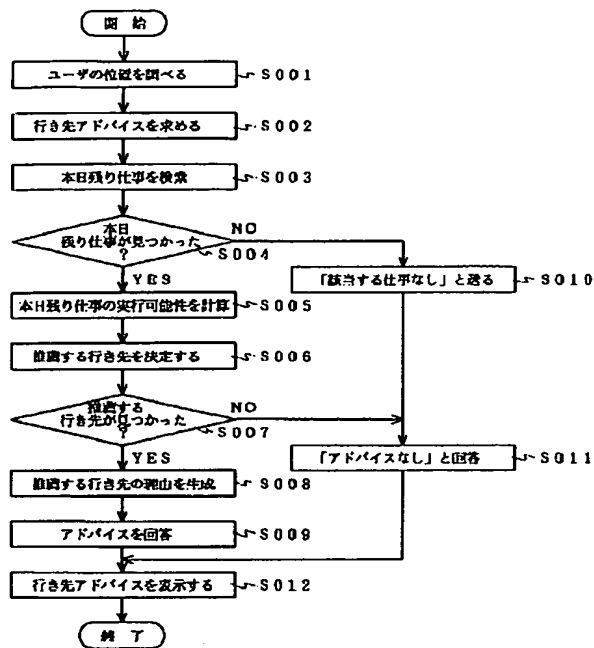 開 始
ユーザの位置を調べる
S001
行き先アドバイスを求める
S002
本日残り仕事を検索
S003
本日
残り仕事が見つかった
?
S004
NO
YES
「該当する仕事なし」と送る
S010
本日残り仕事の実行可能性を計算
S005
推薦する行き先を決定する
S006
推薦する
行き先が見つかった
?
S007
NO
YES
「アドバイスなし」と回答
S011
推薦する行き先の理由を生成
S008
アドバイスを回答
S009
行き先アドバイスを表示する
S012
終 了